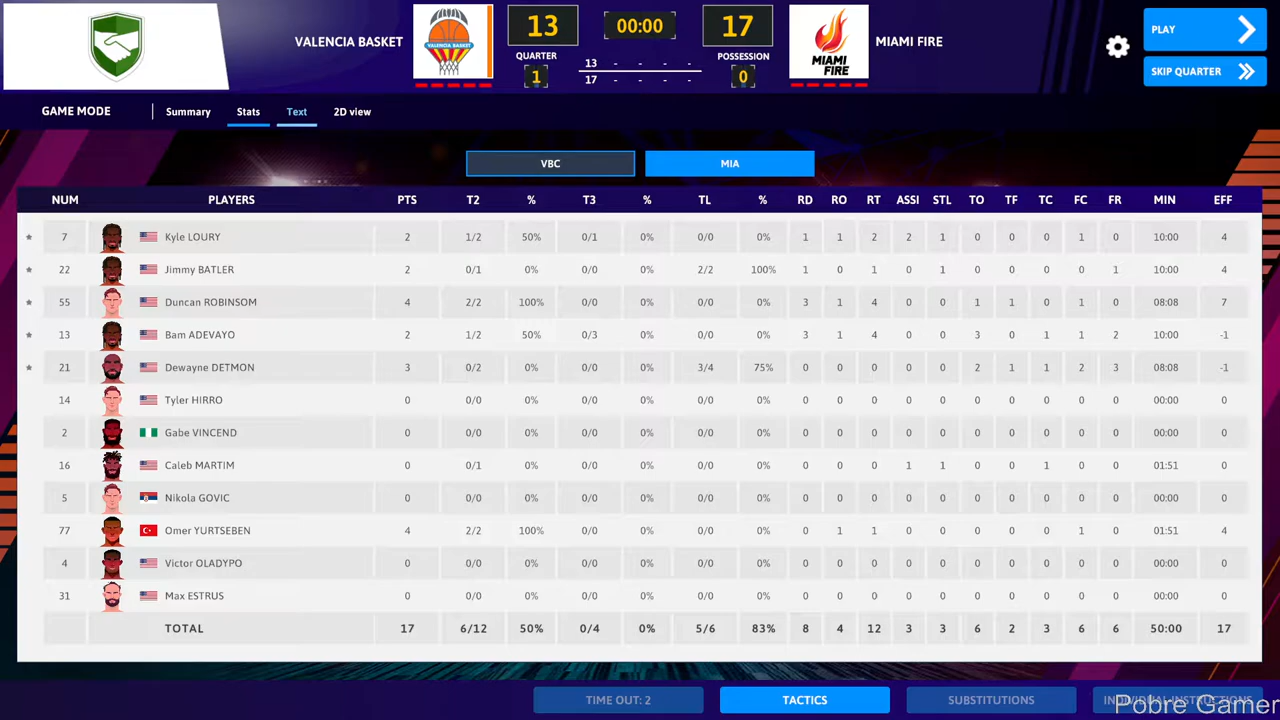 VALENCIA BASKET
VALENCIA BASKET
13
00:00
17
MIAMI FIRE
MIAMI FIRE
QUARTER
POSSESSION
1
0
13 - - -
17 - - -
PLAY
SKIP QUARTER
GAME MODE Summary Stats Text 2D view
VBC MIA
NUM PLAYERS PTS T2 % T3 % TL % RD RO RT ASSI STL TO TF TC FC FR MIN EFF
7 Kyle LOURY 2 1/2 50% 0/1 0% 0/0 0% 1 1 2 2 1 0 0 0 1 0 10:00 4
22 Jimmy BATLER 2 0/1 0% 0/0 0% 2/2 100% 1 0 1 0 1 0 0 0 0 1 10:00 4
55 Duncan ROBINSOM 4 2/2 100% 0/0 0% 0/0 0% 3 1 4 0 0 1 1 0 1 0 08:08 7
13 Bam ADEVAYO 2 1/2 50% 0/3 0% 0/0 0% 3 1 4 0 0 3 0 1 1 2 10:00 -1
21 Dewayne DETMON 3 0/2 0% 0/0 0% 3/4 75% 0 0 0 0 0 2 1 1 2 3 08:08 -1
14 Tyler HIRRO 0 0/0 0% 0/0 0% 0/0 0% 0 0 0 0 0 0 0 0 0 0 00:00 0
2 Gabe VINCEND 0 0/0 0% 0/0 0% 0/0 0% 0 0 0 0 0 0 0 0 0 0 00:00 0
16 Caleb MARTIM 0 0/1 0% 0/0 0% 0/0 0% 0 0 0 1 1 0 0 1 0 0 01:51 0
5 Nikola GOVIC 0 0/0 0% 0/0 0% 0/0 0% 0 0 0 0 0 0 0 0 0 0 00:00 0
77 Omer YURTSEBEN 4 2/2 100% 0/0 0% 0/0 0% 0 1 1 0 0 0 0 0 1 0 01:51 4
4 Victor OLADYPO 0 0/0 0% 0/0 0% 0/0 0% 0 0 0 0 0 0 0 0 0 0 00:00 0
31 Max ESTRUS 0 0/0 0% 0/0 0% 0/0 0% 0 0 0 0 0 0 0 0 0 0 00:00 0
TOTAL 17 6/12 50% 0/4 0% 5/6 83% 8 4 12 3 3 6 2 3 6 6 50:00 17
TIME OUT: 2 TACTICS SUBSTITUTIONS INDIVIDUAL INSTRUCTIONS
Pobre Gamer